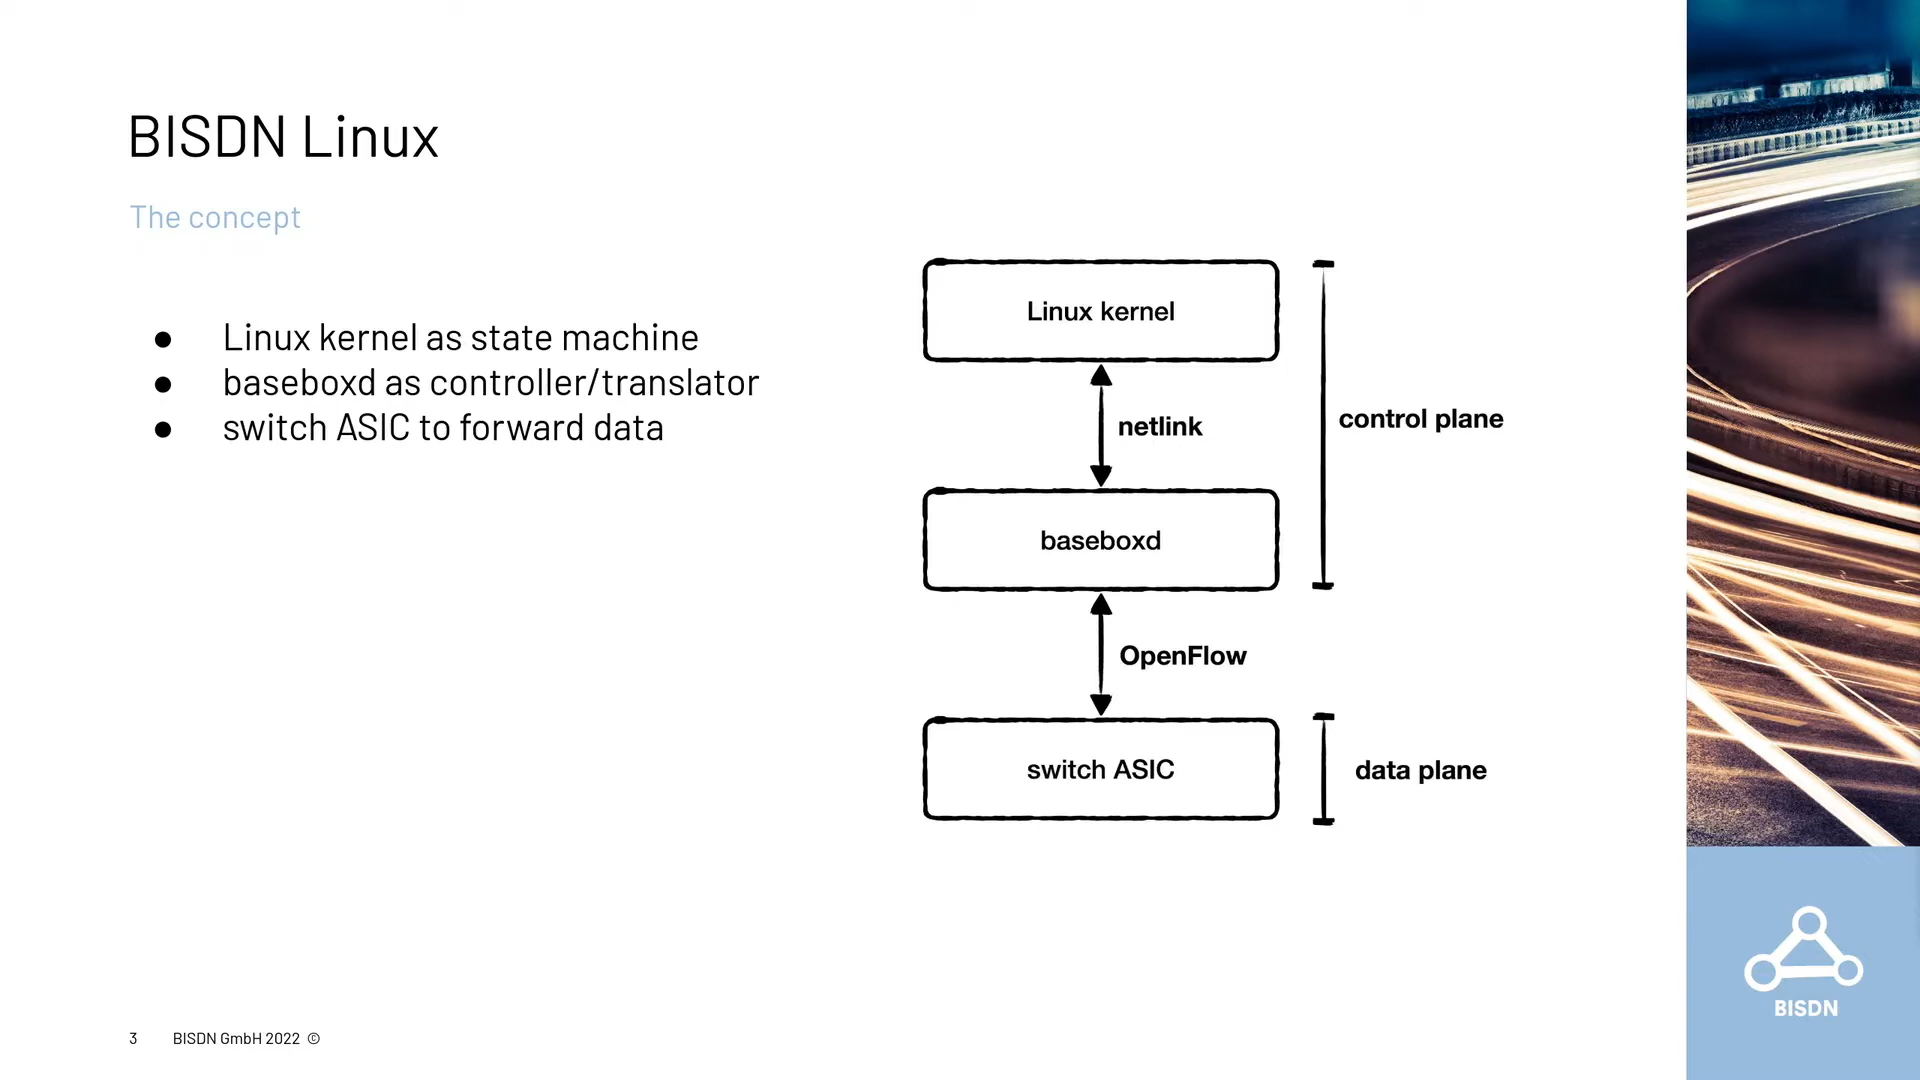 BISDN Linux
The concept
● Linux kernel as state machine
● baseboxd as controller/translator
● switch ASIC to forward data
Linux kernel
netlink
control plane
baseboxd
OpenFlow
switch ASIC
data plane
BISDN
3 BISDN GmbH 2022 ©